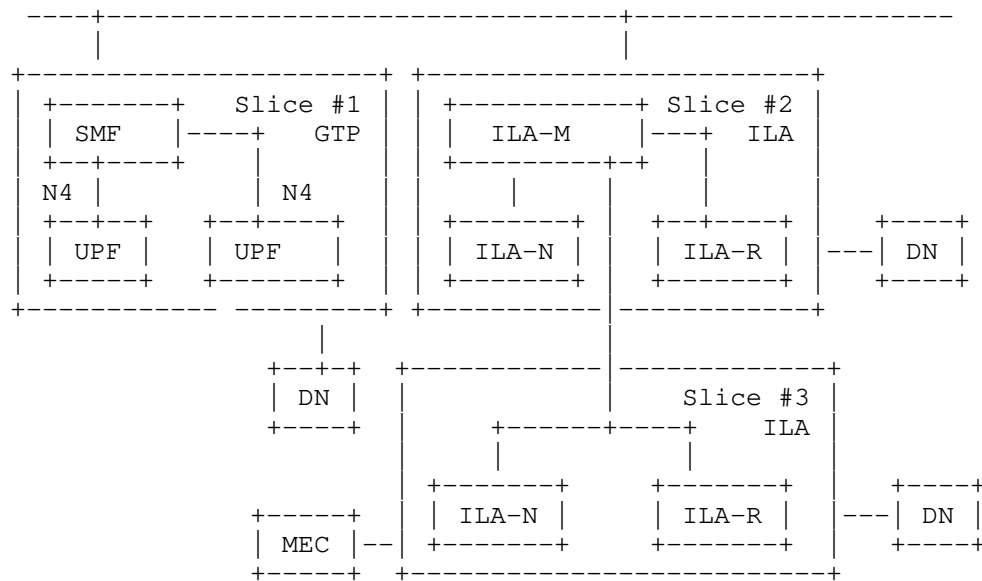 Slice #1 Slice #2
SMF GTP ILA-M ILA
N4 N4
UPF UPF ILA-N ILA-R DN
DN Slice #3
ILA
ILA-N ILA-R DN
MEC